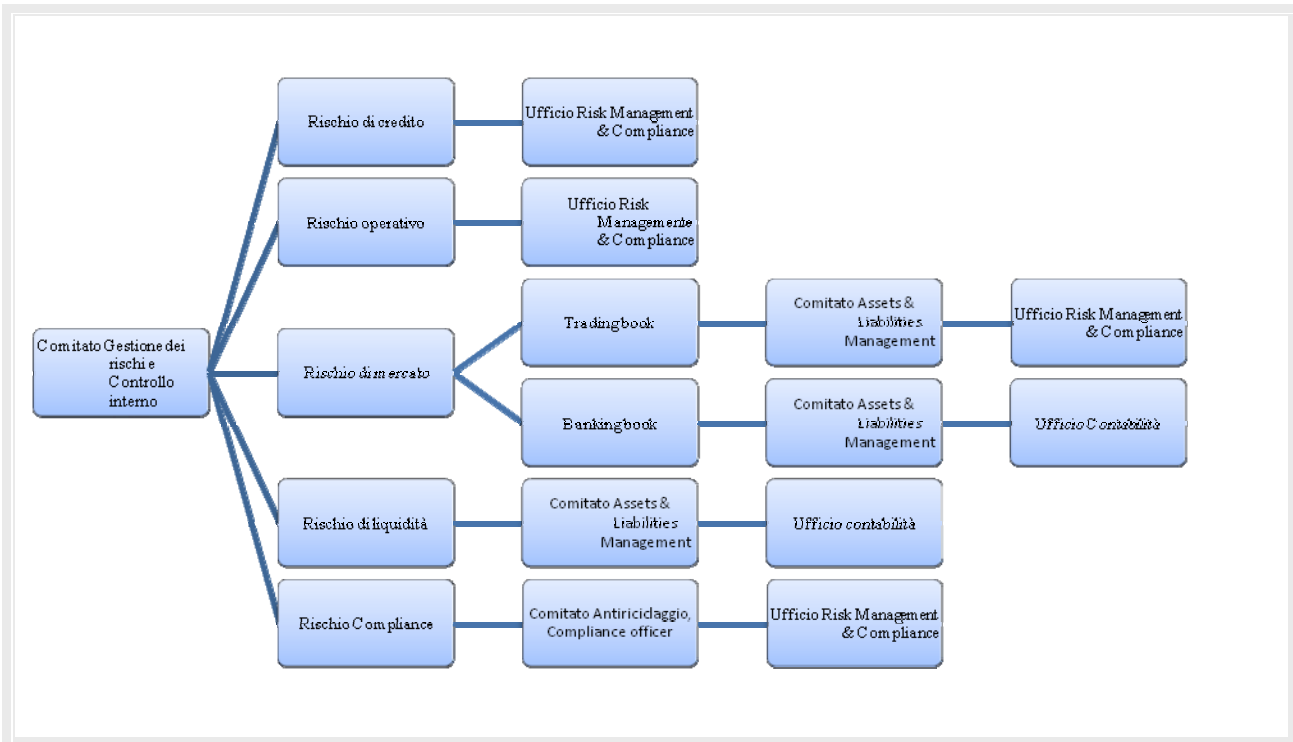 Rischio di credito
Ufficio Risk Management
& Compliance
Rischio operativo
Ufficio Risk
Managemente
& Compliance
Comitato Gestione dei
rischi e
Controllo
interno
Rischio di mercato
Tradingbook
Comitato Assets &
Liabilities
Management
Ufficio Risk Management
& Compliance
Bankingbook
Comitato Assets &
Liabilities
Management
Ufficio Contabilità
Rischio di liquidità
Comitato Assets &
Liabilities
Management
Ufficio contabilità
Rischio Compliance
Comitato Antiriciclaggio,
Compliance officer
Ufficio Risk Management
& Compliance